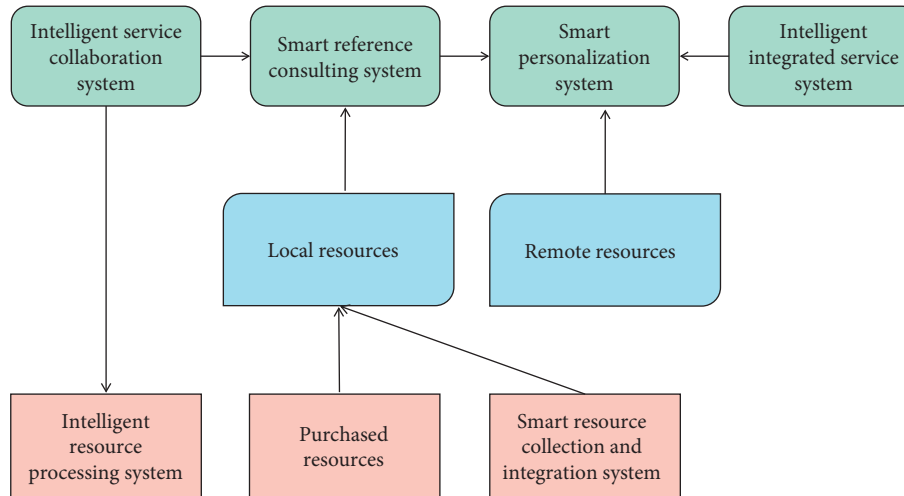 Intelligent service
collaboration
system
Smart reference
consulting system
Smart
personalization
system
Intelligent
integrated service
system
Local resources
Remote resources
Intelligent
resource
processing system
Purchased
resources
Smart resource
collection and
integration system